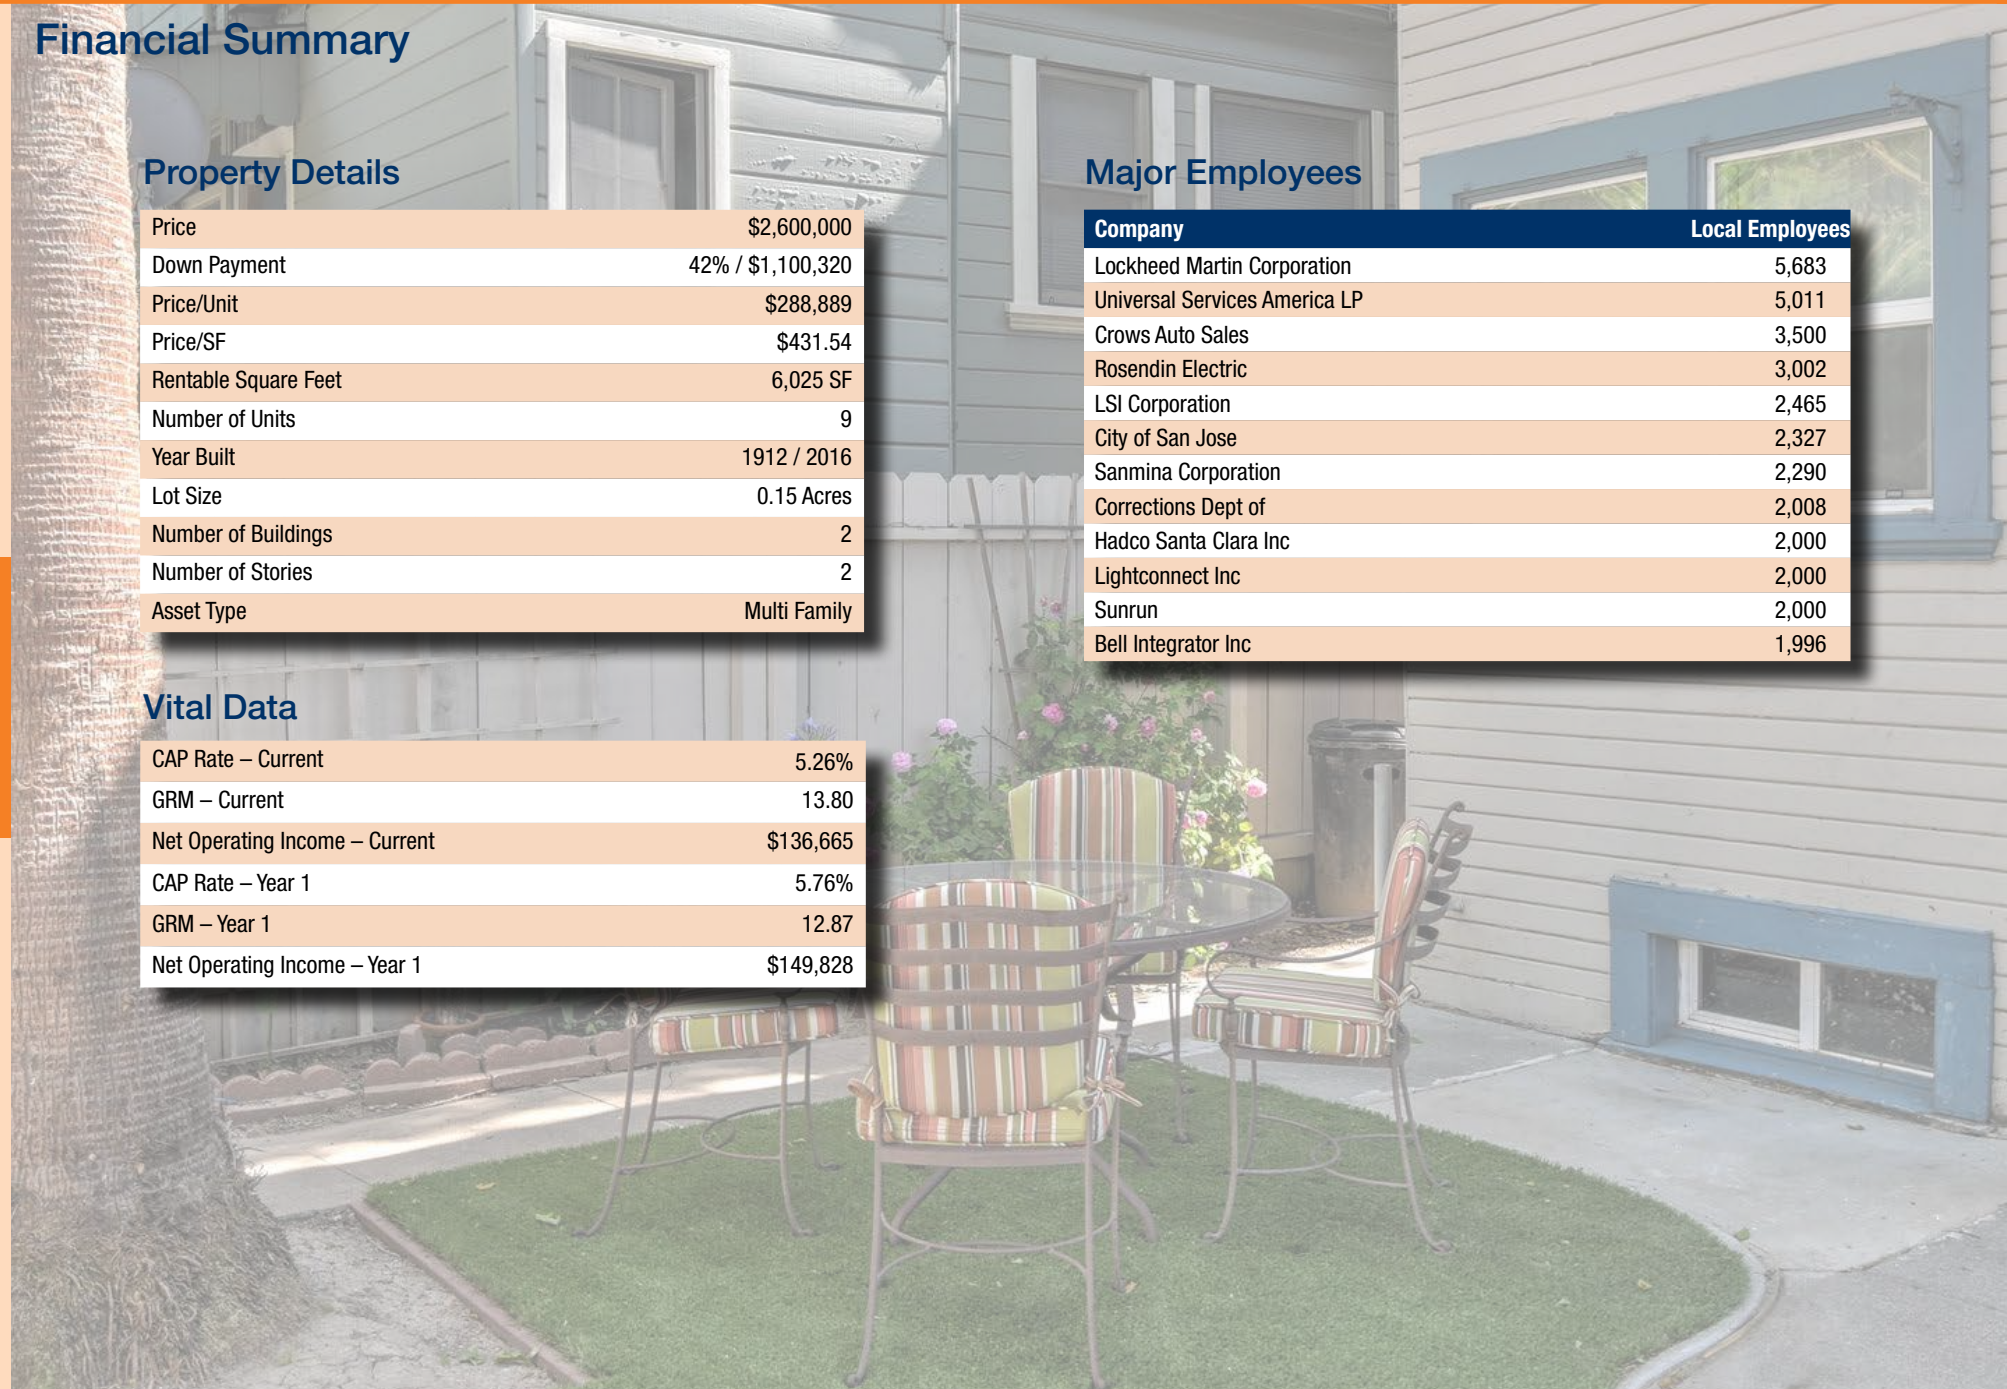 Financial Summary
Property Details
Price $2,600,000
Down Payment 42% / $1,100,320
Price/Unit $288,889
Price/SF $431.54
Rentable Square Feet 6,025 SF
Number of Units 9
Year Built 1912 / 2016
Lot Size 0.15 Acres
Number of Buildings 2
Number of Stories 2
Asset Type Multi Family
Vital Data
CAP Rate – Current 5.26%
GRM – Current 13.80
Net Operating Income – Current $136,665
CAP Rate – Year 1 5.76%
GRM – Year 1 12.87
Net Operating Income – Year 1 $149,828
Major Employees
Company Local Employees
Lockheed Martin Corporation 5,683
Universal Services America LP 5,011
Crows Auto Sales 3,500
Rosendin Electric 3,002
LSI Corporation 2,465
City of San Jose 2,327
Sanmina Corporation 2,290
Corrections Dept of 2,008
Hadco Santa Clara Inc 2,000
Lightconnect Inc 2,000
Sunrun 2,000
Bell Integrator Inc 1,996